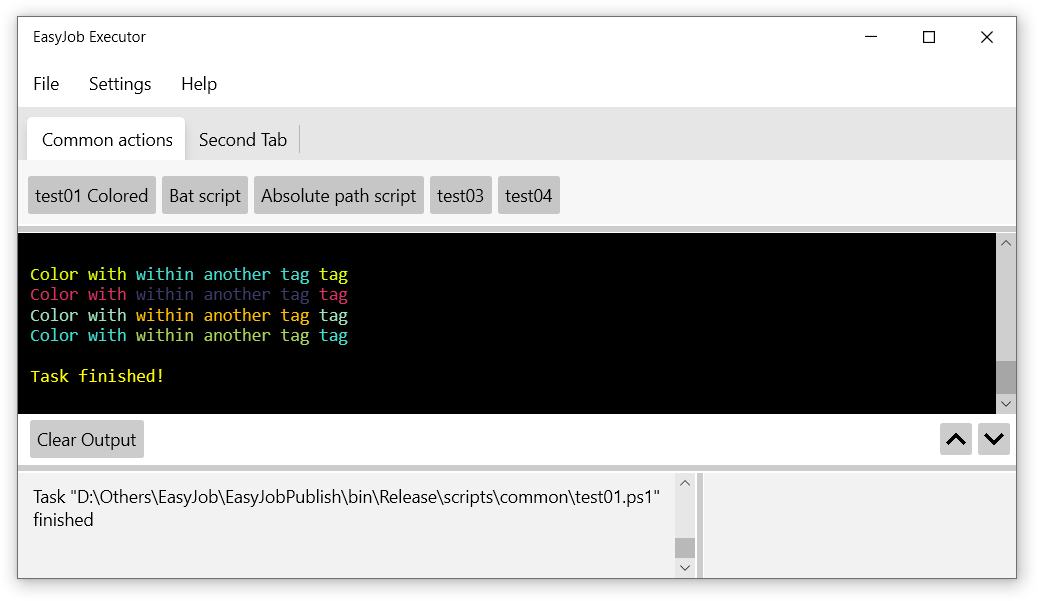 EasyJob Executor
File Settings Help
Common actions Second Tab
test01 Colored Bat script Absolute path script test03 test04
Color with within another tag tag
Color with within another tag tag
Color with within another tag tag
Color with within another tag tag
Task finished!
Clear Output
Task "D:\Others\EasyJob\EasyJobPublish\bin\Release\scripts\common\test01.ps1"
finished